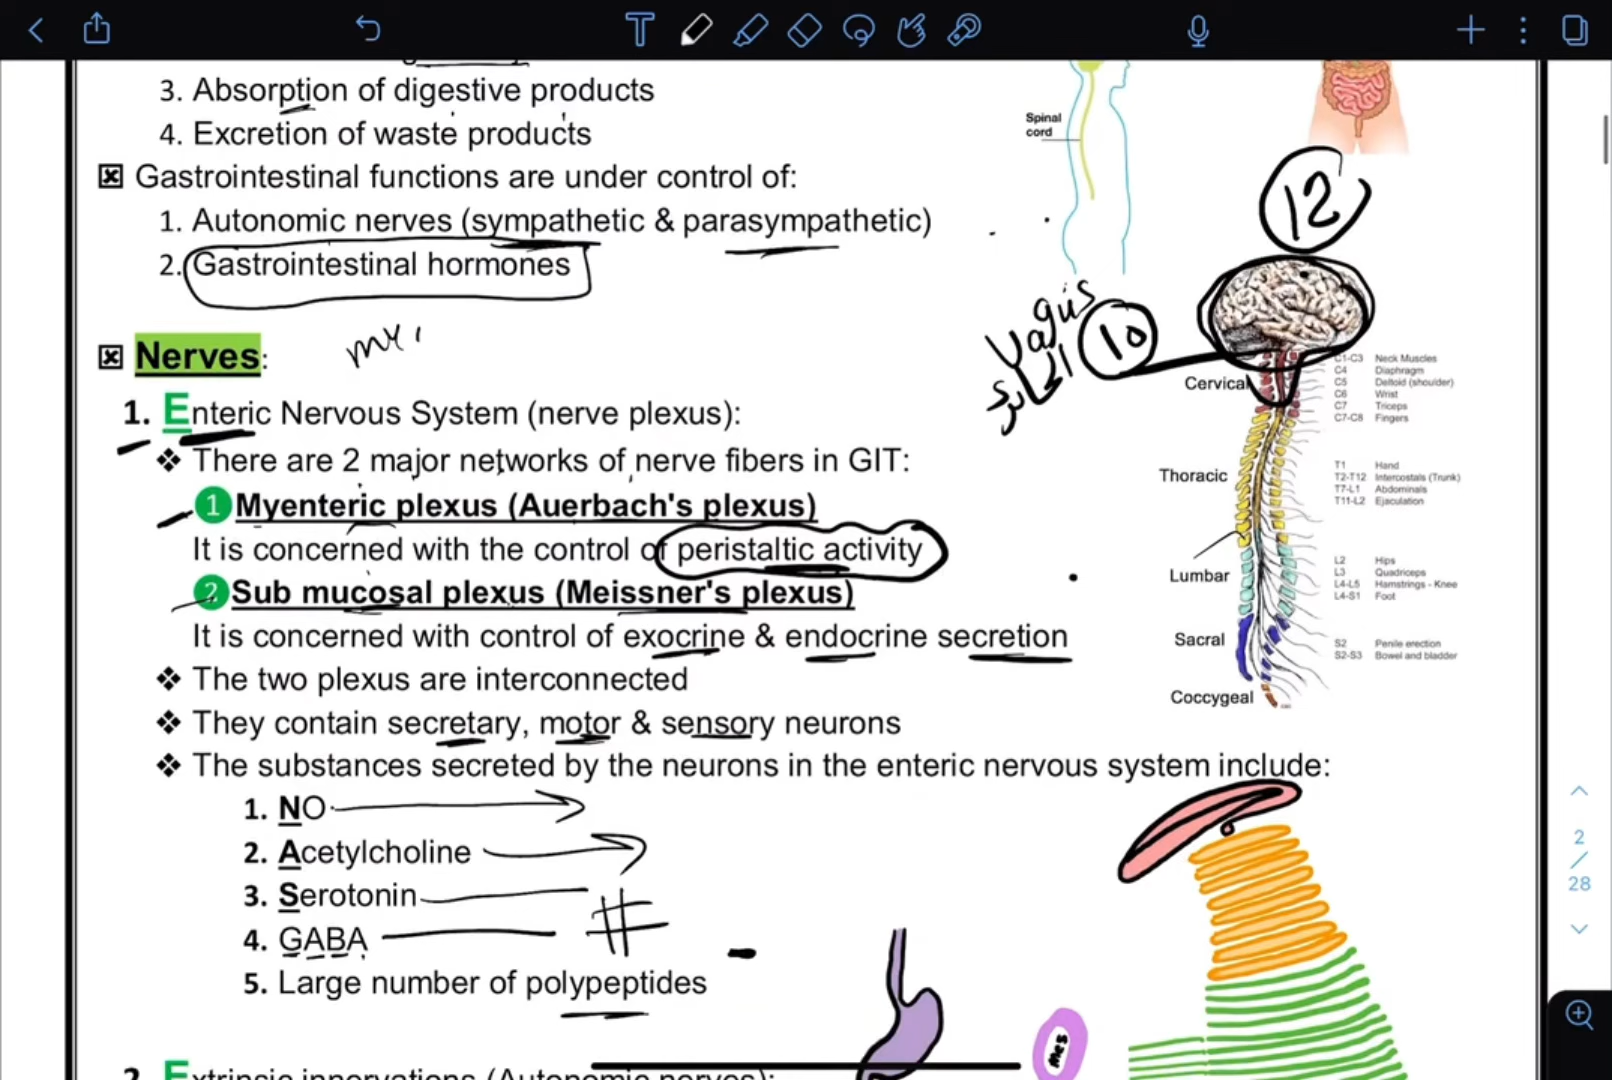 3. Absorption of digestive products
4. Excretion of waste products
Gastrointestinal functions are under control of:
1. Autonomic nerves (sympathetic & parasympathetic)
2. Gastrointestinal hormones
Nerves:
1. Enteric Nervous System (nerve plexus):
❖ There are 2 major networks of nerve fibers in GIT:
1 Myenteric plexus (Auerbach's plexus)
It is concerned with the control of peristaltic activity
2 Sub mucosal plexus (Meissner's plexus)
It is concerned with control of exocrine & endocrine secretion
❖ The two plexus are interconnected
❖ They contain secretary, motor & sensory neurons
❖ The substances secreted by the neurons in the enteric nervous system include:
1. NO
2. Acetylcholine
3. Serotonin
4. GABA
5. Large number of polypeptides
2. Extrinsic innervations (Autonomic nerves):
Spinal
cord
12
Vagus
10
Cervical
C1-C3 Neck Muscles
C4 Diaphragm
C5 Deltoid (shoulder)
C6 Wrist
C7 Triceps
C7-C8 Fingers
Thoracic
T1 Hand
T2-T12 Intercostals (Trunk)
T7-L1 Abdominals
T11-L2 Ejaculation
Lumbar
L2 Hips
L3 Quadriceps
L4-L5 Hamstrings - Knee
L4-S1 Foot
Sacral
S2 Penile erection
S2-S3 Bowel and bladder
Coccygeal
mes
2
/
28